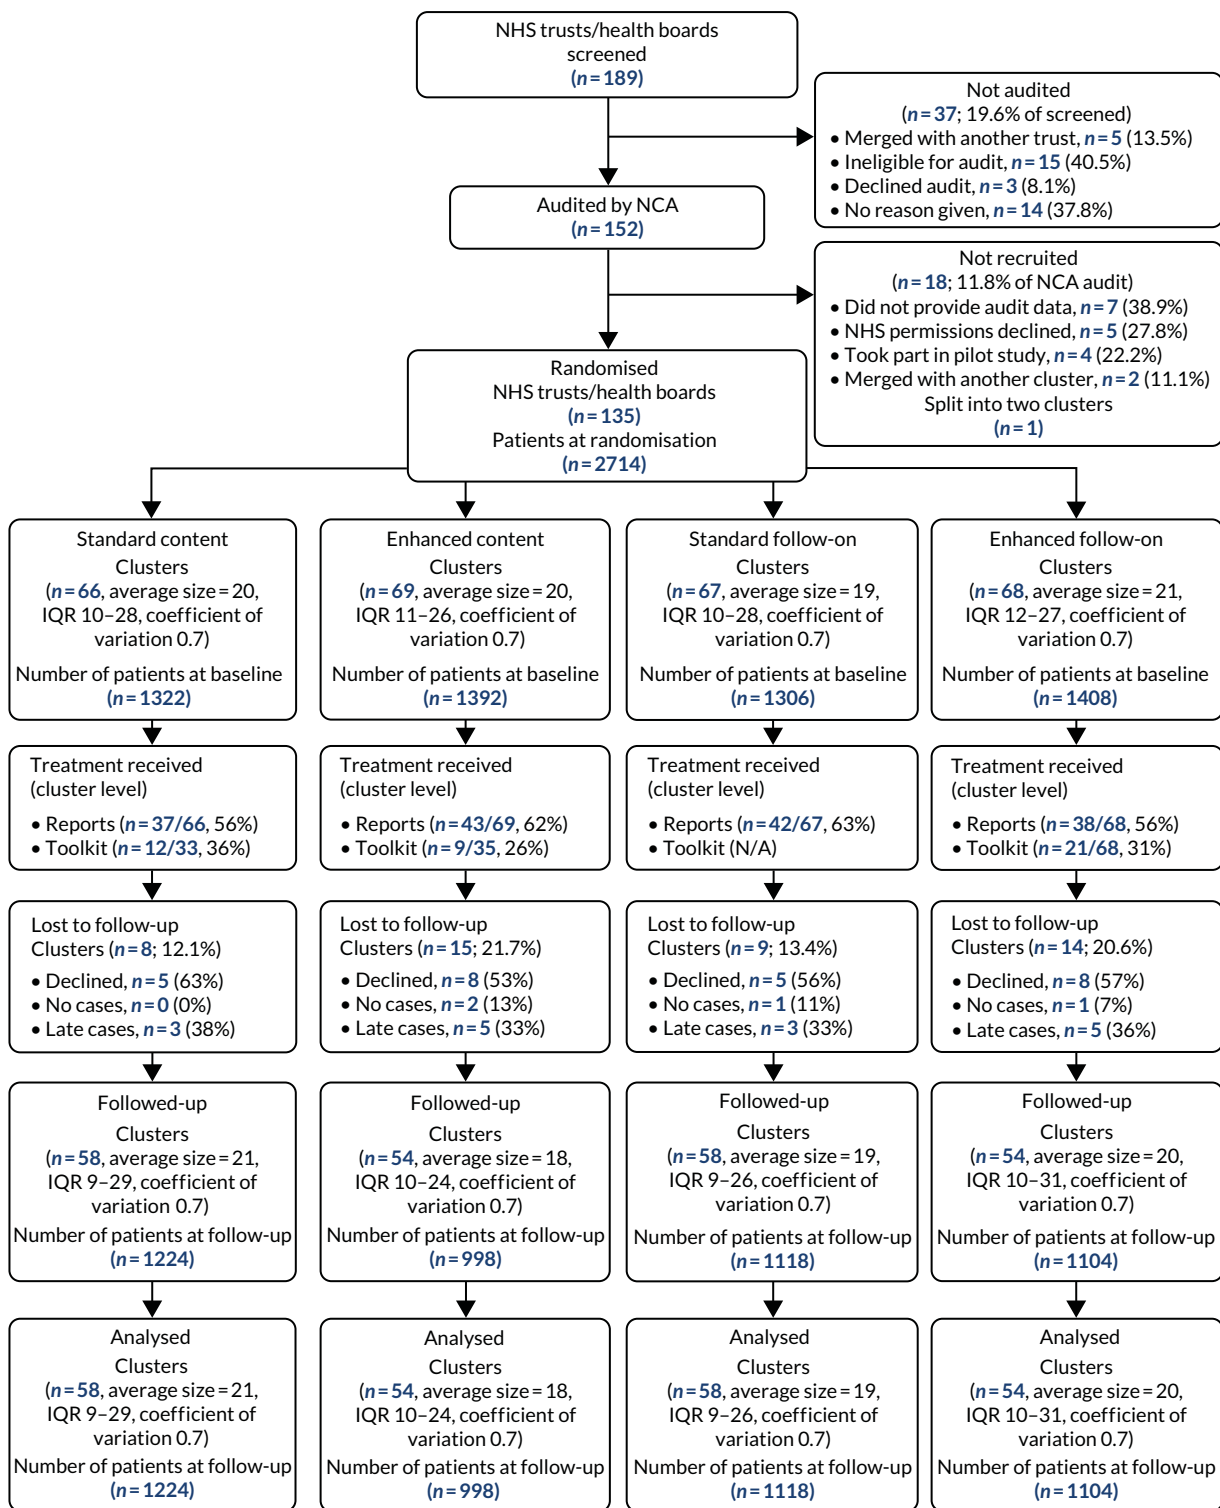 NHS trusts/health boards
screened
(n=189)
Not audited
(n=37; 19.6% of screened)
• Merged with another trust, n=5 (13.5%)
• Ineligible for audit, n=15 (40.5%)
• Declined audit, n=3 (8.1%)
• No reason given, n=14 (37.8%)
Audited by NCA
(n=152)
Not recruited
(n=18; 11.8% of NCA audit)
• Did not provide audit data, n=7 (38.9%)
• NHS permissions declined, n=5 (27.8%)
• Took part in pilot study, n=4 (22.2%)
• Merged with another cluster, n=2 (11.1%)
Split into two clusters
(n=1)
Randomised
NHS trusts/health boards
(n=135)
Patients at randomisation
(n=2714)
Standard content
Clusters
(n=66, average size=20,
IQR 10–28, coefficient of
variation 0.7)
Number of patients at baseline
(n=1322)
Enhanced content
Clusters
(n=69, average size=20,
IQR 11–26, coefficient of
variation 0.7)
Number of patients at baseline
(n=1392)
Standard follow-on
Clusters
(n=67, average size=19,
IQR 10–28, coefficient of
variation 0.7)
Number of patients at baseline
(n=1306)
Enhanced follow-on
Clusters
(n=68, average size=21,
IQR 12–27, coefficient of
variation 0.7)
Number of patients at baseline
(n=1408)
Treatment received
(cluster level)
• Reports (n=37/66, 56%)
• Toolkit (n=12/33, 36%)
Treatment received
(cluster level)
• Reports (n=43/69, 62%)
• Toolkit (n=9/35, 26%)
Treatment received
(cluster level)
• Reports (n=42/67, 63%)
• Toolkit (N/A)
Treatment received
(cluster level)
• Reports (n=38/68, 56%)
• Toolkit (n=21/68, 31%)
Lost to follow-up
Clusters (n=8; 12.1%)
• Declined, n=5 (63%)
• No cases, n=0 (0%)
• Late cases, n=3 (38%)
Lost to follow-up
Clusters (n=15; 21.7%)
• Declined, n=8 (53%)
• No cases, n=2 (13%)
• Late cases, n=5 (33%)
Lost to follow-up
Clusters (n=9; 13.4%)
• Declined, n=5 (56%)
• No cases, n=1 (11%)
• Late cases, n=3 (33%)
Lost to follow-up
Clusters (n=14; 20.6%)
• Declined, n=8 (57%)
• No cases, n=1 (7%)
• Late cases, n=5 (36%)
Followed-up
Clusters
(n=58, average size=21,
IQR 9–29, coefficient of
variation 0.7)
Number of patients at follow-up
(n=1224)
Followed-up
Clusters
(n=54, average size=18,
IQR 10–24, coefficient of
variation 0.7)
Number of patients at follow-up
(n=998)
Followed-up
Clusters
(n=58, average size=19,
IQR 9–26, coefficient of
variation 0.7)
Number of patients at follow-up
(n=1118)
Followed-up
Clusters
(n=54, average size=20,
IQR 10–31, coefficient of
variation 0.7)
Number of patients at follow-up
(n=1104)
Analysed
Clusters
(n=58, average size=21,
IQR 9–29, coefficient of
variation 0.7)
Number of patients at follow-up
(n=1224)
Analysed
Clusters
(n=54, average size=18,
IQR 10–24, coefficient of
variation 0.7)
Number of patients at follow-up
(n=998)
Analysed
Clusters
(n=58, average size=19,
IQR 9–26, coefficient of
variation 0.7)
Number of patients at follow-up
(n=1118)
Analysed
Clusters
(n=54, average size=20,
IQR 10–31, coefficient of
variation 0.7)
Number of patients at follow-up
(n=1104)